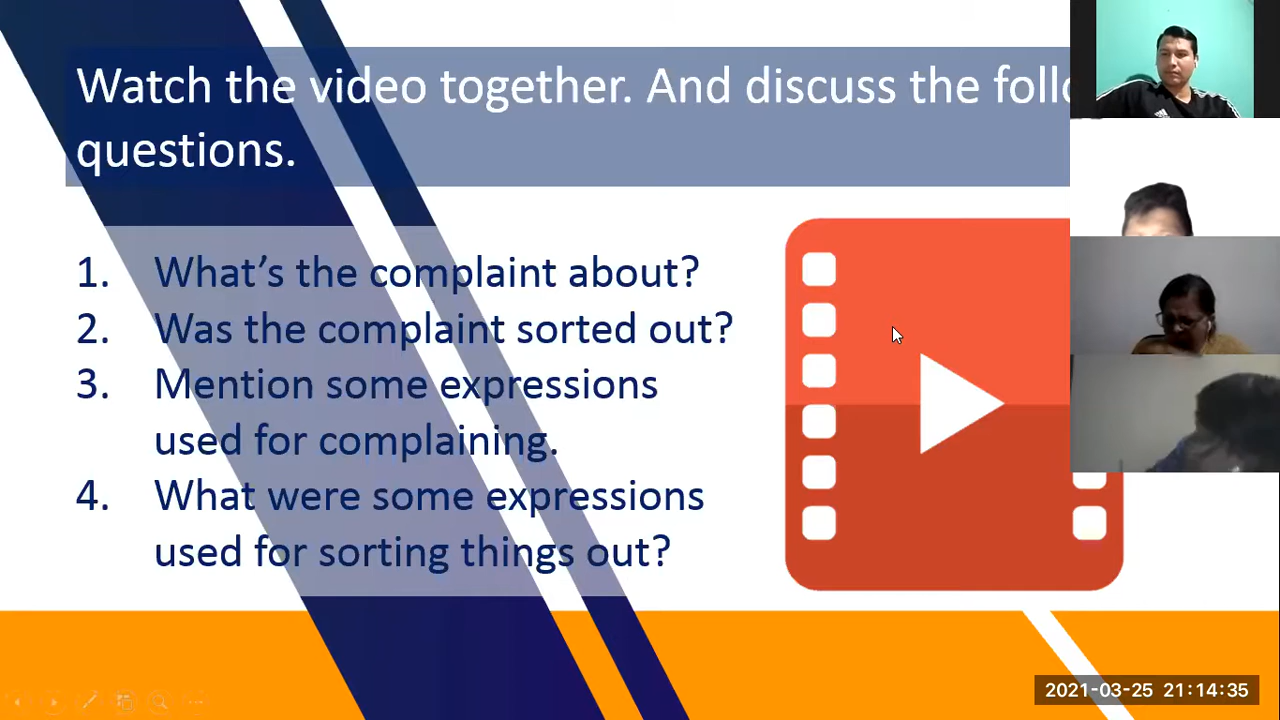 Watch the video together. And discuss the
questions.
1. What's the complaint about?
2. Was the complaint sorted out?
3. Mention some expressions
used for complaining.
4. What were some expressions
used for sorting things out?
2021-03-25 21:14:35